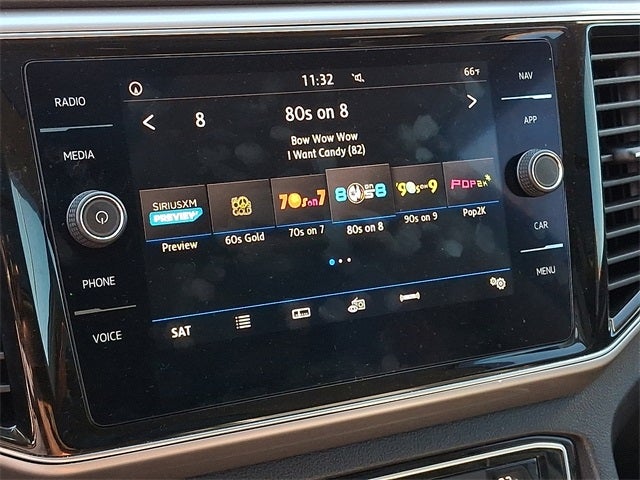 RADIO
MEDIA
PHONE
VOICE
11:32
66°F
8
80s on 8
Bow Wow Wow
I Want Candy (82)
SIRIUSXM
PREVIEW
GOLD
70s on 7
80s on 8
'90s on 9
POP2K
Preview
60s Gold
70s on 7
80s on 8
90s on 9
Pop2K
SAT
NAV
APP
CAR
MENU